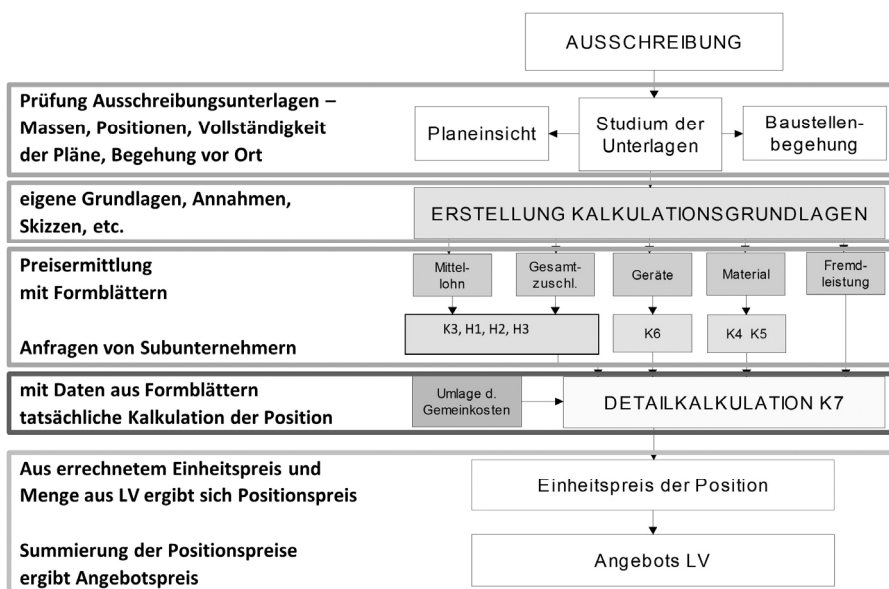 AUSSCHREIBUNG
Prüfung Ausschreibungsunterlagen –
Massen, Positionen, Vollständigkeit
der Pläne, Begehung vor Ort
Planeinsicht
Studium der
Unterlagen
Baustellen-
begehung
eigene Grundlagen, Annahmen,
Skizzen, etc.
ERSTELLUNG KALKULATIONSGRUNDLAGEN
Preisermittlung
mit Formblättern
Mittel-
lohn
Gesamt-
zuschl.
Geräte
Material
Fremd-
leistung
K3, H1, H2, H3
K6
K4 K5
Anfragen von Subunternehmern
mit Daten aus Formblättern
tatsächliche Kalkulation der Position
Umlage d.
Gemeinkosten
DETAILKALKULATION K7
Aus errechnetem Einheitspreis und
Menge aus LV ergibt sich Positionspreis
Einheitspreis der Position
Summierung der Positionspreise
ergibt Angebotspreis
Angebots LV